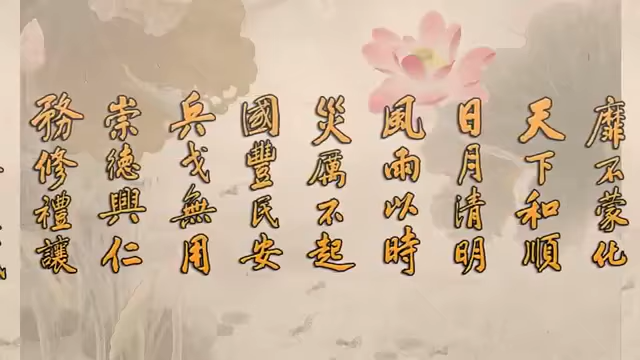 靡不蒙化
天下和順
日月清明
風雨以時
災厲不起
國豐民安
兵戈無用
崇德興仁
務修禮讓